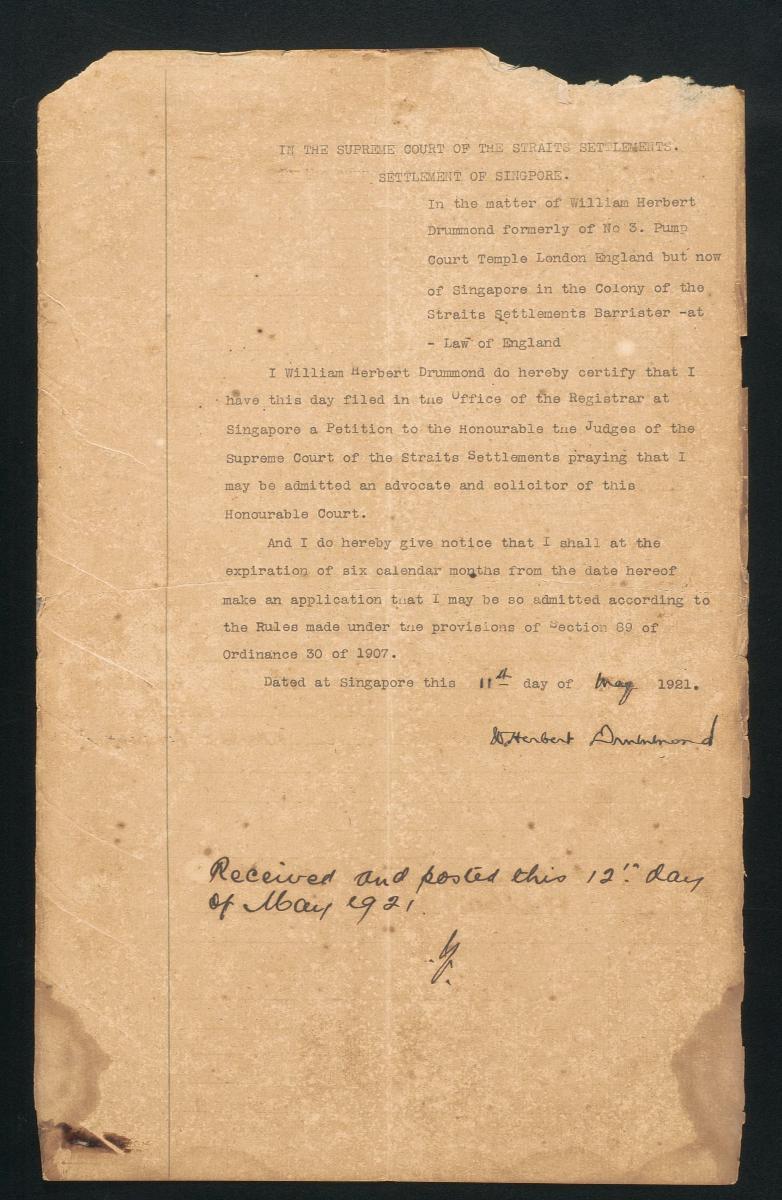 IN THE SUPREME COURT OF THE STRAITS SETTLEMENTS.
SETTLEMENT OF SINGPORE.
In the matter of William Herbert
Drummond formerly of No 3. Pump
Court Temple London England but now
of Singapore in the Colony of the
Straits Settlements Barrister -at
- Law of England
I William Herbert Drummond do hereby certify that I
have this day filed in the Office of the Registrar at
Singapore a Petition to the Honourable the Judges of the
Supreme Court of the Straits Settlements praying that I
may be admitted an advocate and solicitor of this
Honourable Court.
And I do hereby give notice that I shall at the
expiration of six calendar months from the date hereof
make an application that I may be so admitted according to
the Rules made under the provisions of Section 89 of
Ordinance 30 of 1907.
Dated at Singapore this 11th day of May 1921.
W. Herbert Drummond
Received and posted this 12th day
of May 1921